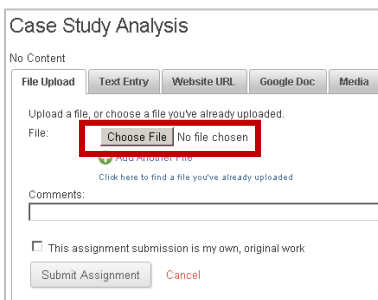 Case Study Analysis
No Content
File Upload Text Entry Website URL Google Doc Media
Upload a file, or choose a file you've already uploaded.
File: Choose File No file chosen
Add Another File
Click here to find a file you've already uploaded
Comments:
This assignment submission is my own, original work
Submit Assignment Cancel